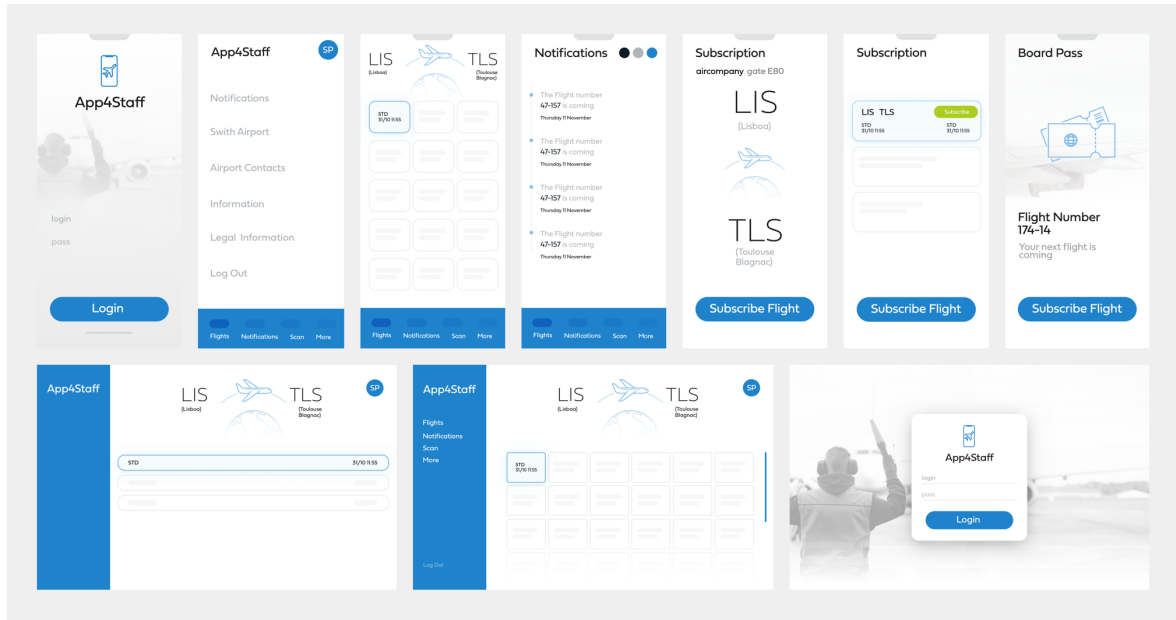 App4Staff
login
pass
Login
App4Staff
SP
Notifications
Swith Airport
Airport Contacts
Information
Legal Information
Log Out
Flights Notifications Scan More
LIS
(Lisboa)
TLS
(Toulouse
Blagnac)
STD
31/10 11:55
Flights Notifications Scan More
Notifications
The Flight number
47-157 is coming
Thursday 11 November
The Flight number
47-157 is coming
Thursday 11 November
The Flight number
47-157 is coming
Thursday 11 November
The Flight number
47-157 is coming
Thursday 11 November
Flights Notifications Scan More
Subscription
aircompany gate E80
LIS
(Lisboa)
TLS
(Toulouse
Blagnac)
Subscribe Flight
Subscription
LIS TLS
Subscribe
STD
31/10 11:55
STD
31/10 11:55
Subscribe Flight
Board Pass
Flight Number
174-14
Your next flight is
coming
Subscribe Flight
App4Staff
LIS
(Lisboa)
TLS
(Toulouse
Blagnac)
SP
STD 31/10 11:55
App4Staff
Flights
Notifications
Scan
More
Log Out
LIS
(Lisboa)
TLS
(Toulouse
Blagnac)
SP
STD
31/10 11:55
App4Staff
login
pass
Login